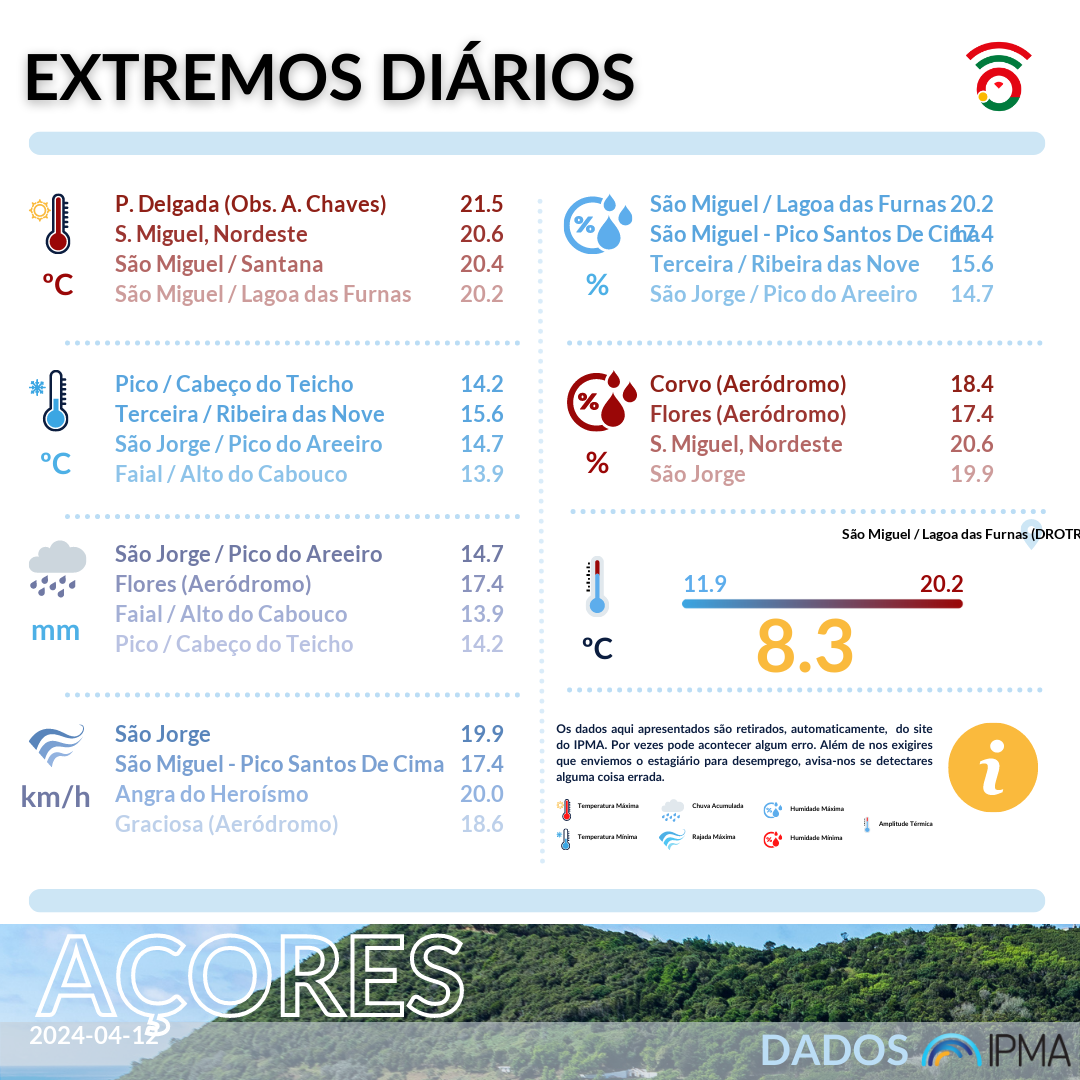 EXTREMOS DIÁRIOS
P. Delgada (Obs. A. Chaves) 21.5
S. Miguel, Nordeste 20.6
São Miguel / Santana 20.4
São Miguel / Lagoa das Furnas 20.2
ºC
Pico / Cabeço do Teicho 14.2
Terceira / Ribeira das Nove 15.6
São Jorge / Pico do Areeiro 14.7
Faial / Alto do Cabouco 13.9
ºC
São Jorge / Pico do Areeiro 14.7
Flores (Aeródromo) 17.4
Faial / Alto do Cabouco 13.9
Pico / Cabeço do Teicho 14.2
mm
São Jorge 19.9
São Miguel - Pico Santos De Cima 17.4
Angra do Heroísmo 20.0
Graciosa (Aeródromo) 18.6
km/h
São Miguel / Lagoa das Furnas 20.2
São Miguel - Pico Santos De Cima 17.4
Terceira / Ribeira das Nove 15.6
São Jorge / Pico do Areeiro 14.7
%
%
Corvo (Aeródromo) 18.4
Flores (Aeródromo) 17.4
S. Miguel, Nordeste 20.6
São Jorge 19.9
%
%
São Miguel / Lagoa das Furnas (DROTR
11.9 20.2
8.3
ºC
Os dados aqui apresentados são retirados, automaticamente, do site
do IPMA. Por vezes pode acontecer algum erro. Além de nos exigires
que enviemos o estagiário para desemprego, avisa-nos se detectares
alguma coisa errada.
i
Temperatura Máxima Chuva Acumulada Humidade Máxima
Amplitude Térmica
Temperatura Mínima Rajada Máxima Humidade Mínima
AÇORES
2024-04-12
DADOS IPMA